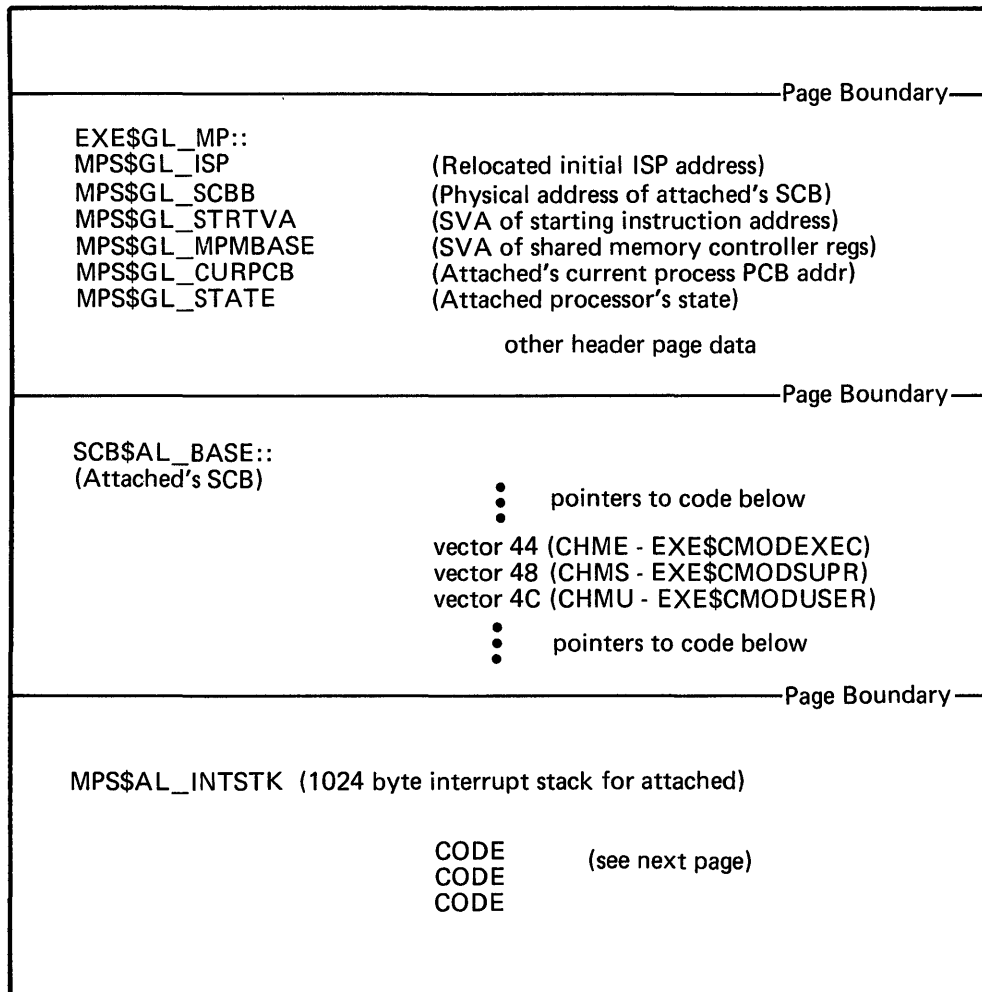 Page Boundary
EXE$GL_MP::
MPS$GL_ISP (Relocated initial ISP address)
MPS$GL_SCBB (Physical address of attached's SCB)
MPS$GL_STRTVA (SVA of starting instruction address)
MPS$GL_MPMBASE (SVA of shared memory controller regs)
MPS$GL_CURPCB (Attached's current process PCB addr)
MPS$GL_STATE (Attached processor's state)
other header page data
Page Boundary
SCB$AL_BASE::
(Attached's SCB)
pointers to code below
vector 44 (CHME - EXE$CMODEXEC)
vector 48 (CHMS - EXE$CMODSUPR)
vector 4C (CHMU - EXE$CMODUSER)
pointers to code below
Page Boundary
MPS$AL_INTSTK (1024 byte interrupt stack for attached)
CODE (see next page)
CODE
CODE